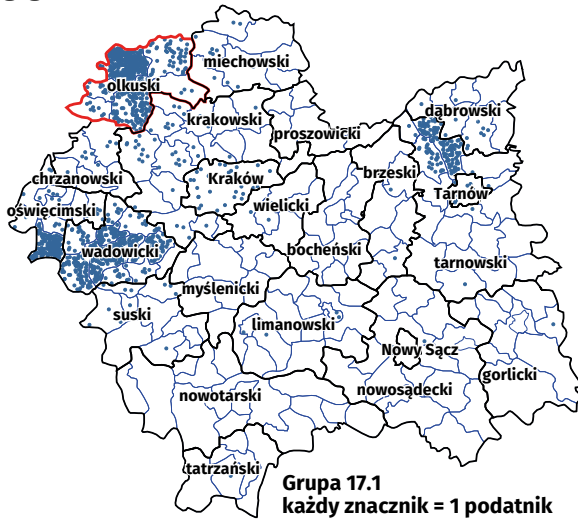 miechowski
olkuski
dąbrowski
krakowski
proszowicki
chrzanowski
Kraków
brzeski
Tarnów
oświęcimski
wielicki
wadowicki
bocheński
tarnowski
myślenicki
suski
limanowski
Nowy Sącz
gorlicki
nowotarski
nowosądecki
tatrzański
Grupa 17.1
każdy znacznik = 1 podatnik